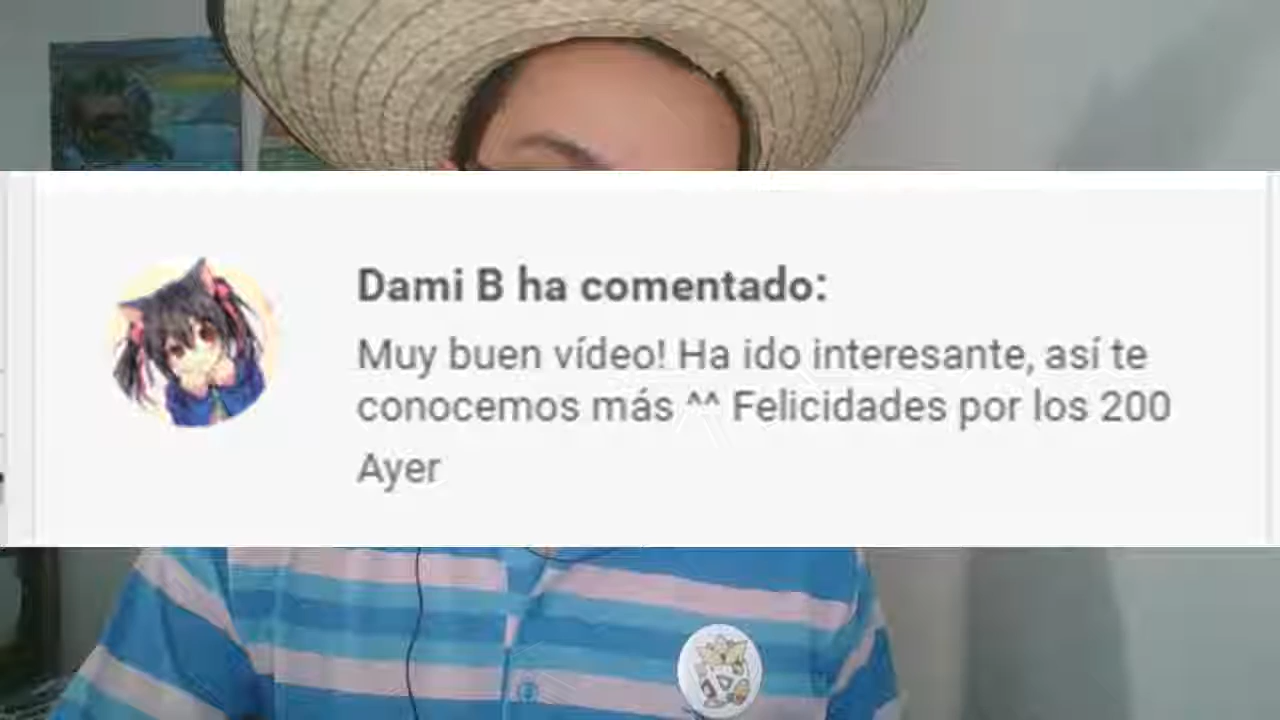 Dami B ha comentado:
Muy buen vídeo! Ha ido interesante, así te
conocemos más ^^ Felicidades por los 200
Ayer